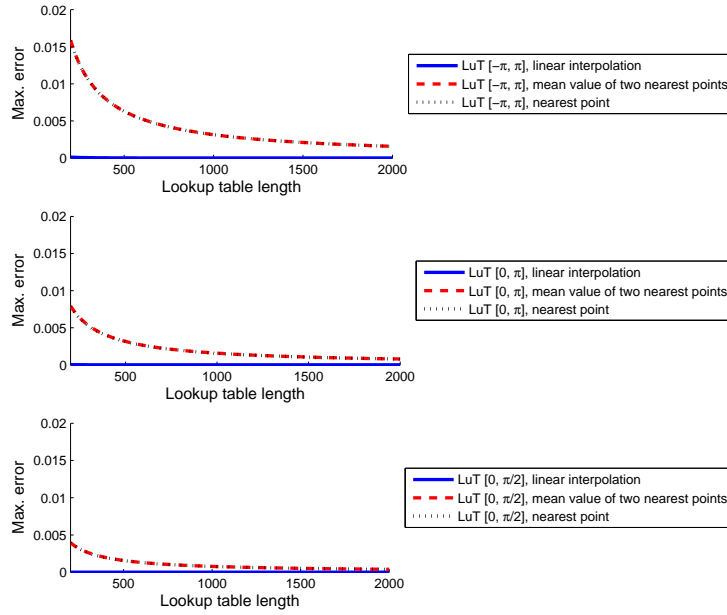 0.02
0.015
0.01
0.005
0
Max. error
500
1000
1500
2000
Lookup table length
LuT [−π, π], linear interpolation
LuT [−π, π], mean value of two nearest points
LuT [−π, π], nearest point
0.02
0.015
0.01
0.005
0
Max. error
500
1000
1500
2000
Lookup table length
LuT [0, π], linear interpolation
LuT [0, π], mean value of two nearest points
LuT [0, π], nearest point
0.02
0.015
0.01
0.005
0
Max. error
500
1000
1500
2000
Lookup table length
LuT [0, π/2], linear interpolation
LuT [0, π/2], mean value of two nearest points
LuT [0, π/2], nearest point